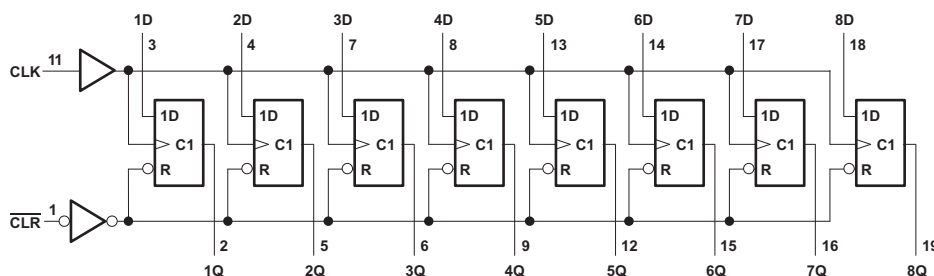 1D 2D 3D 4D 5D 6D 7D 8D
3 4 7 8 13 14 17 18
CLK 11
1D 1D 1D 1D 1D 1D 1D 1D
C1 C1 C1 C1 C1 C1 C1 C1
R R R R R R R R
CLR 1
2 5 6 9 12 15 16 19
1Q 2Q 3Q 4Q 5Q 6Q 7Q 8Q